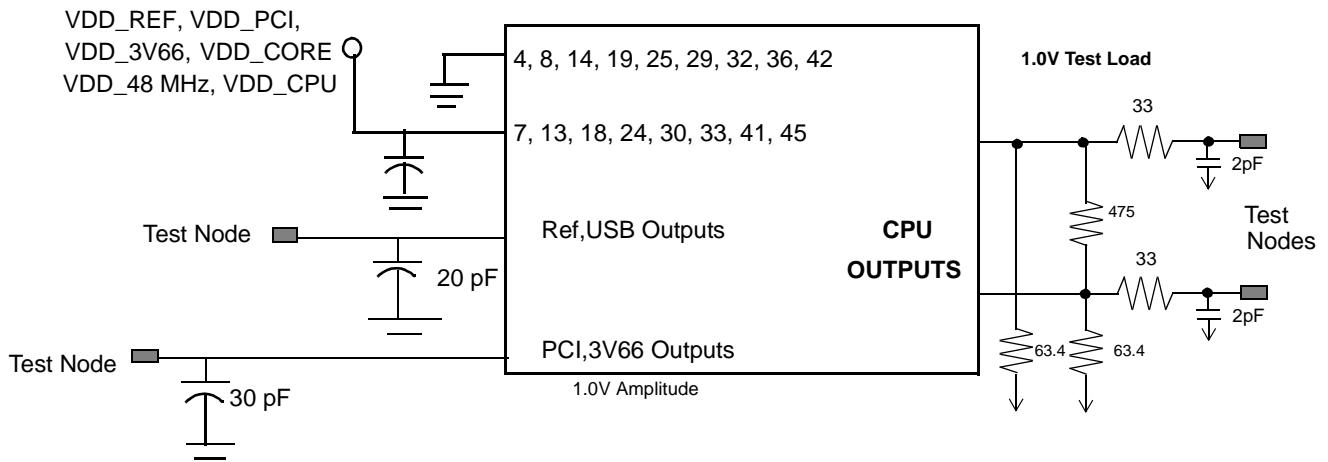 VDD_REF, VDD_PCI,
VDD_3V66, VDD_CORE
VDD_48 MHz, VDD_CPU
4, 8, 14, 19, 25, 29, 32, 36, 42
7, 13, 18, 24, 30, 33, 41, 45
Test Node
Ref,USB Outputs
20 pF
Test Node
PCI,3V66 Outputs
30 pF
1.0V Amplitude
CPU
OUTPUTS
1.0V Test Load
33
2pF
475
Test
Nodes
33
2pF
63.4
63.4